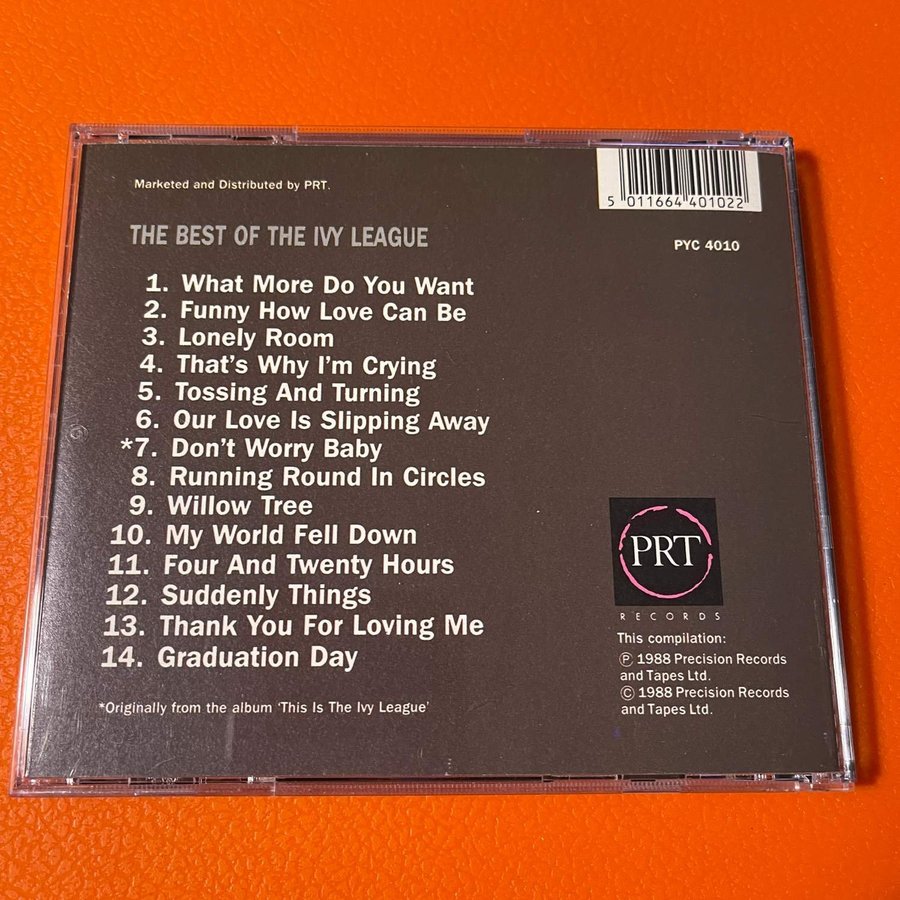 Marketed and Distributed by PRT.
5 011664 401022
THE BEST OF THE IVY LEAGUE
PYC 4010
1. What More Do You Want
2. Funny How Love Can Be
3. Lonely Room
4. That's Why I'm Crying
5. Tossing And Turning
6. Our Love Is Slipping Away
*7. Don't Worry Baby
8. Running Round In Circles
9. Willow Tree
10. My World Fell Down
11. Four And Twenty Hours
12. Suddenly Things
13. Thank You For Loving Me
14. Graduation Day
*Originally from the album 'This Is The Ivy League'
PRT
RECORDS
This compilation:
℗ 1988 Precision Records
and Tapes Ltd.
© 1988 Precision Records
and Tapes Ltd.